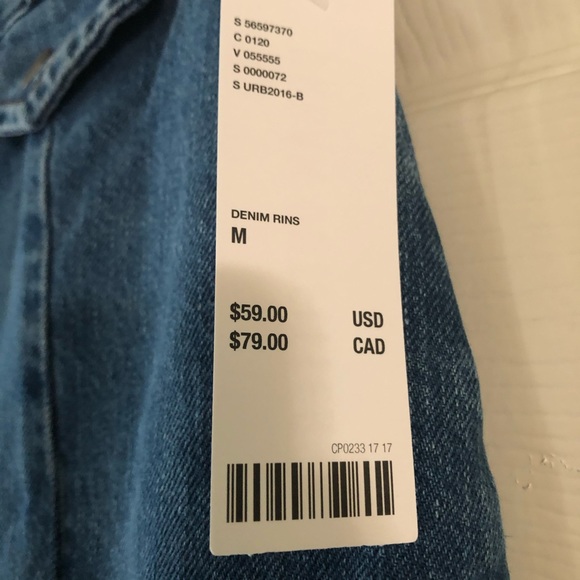 S 56597370
C 0120
V 055555
S 0000072
S URB2016-B
DENIM RINS
M
$59.00 USD
$79.00 CAD
CP0233 17 17